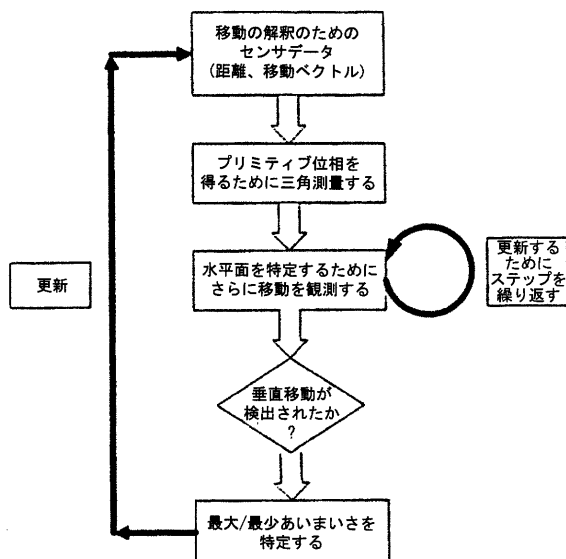 移動の解釈のための
センサデータ
(距離、移動ベクトル)
プリミティブ位相を
得るために三角測量する
水平面を特定するために
さらに移動を観測する
更新する
ために
ステップを
繰り返す
更新
垂直移動が
検出されたか
?
最大/最少あいまいさを
特定する